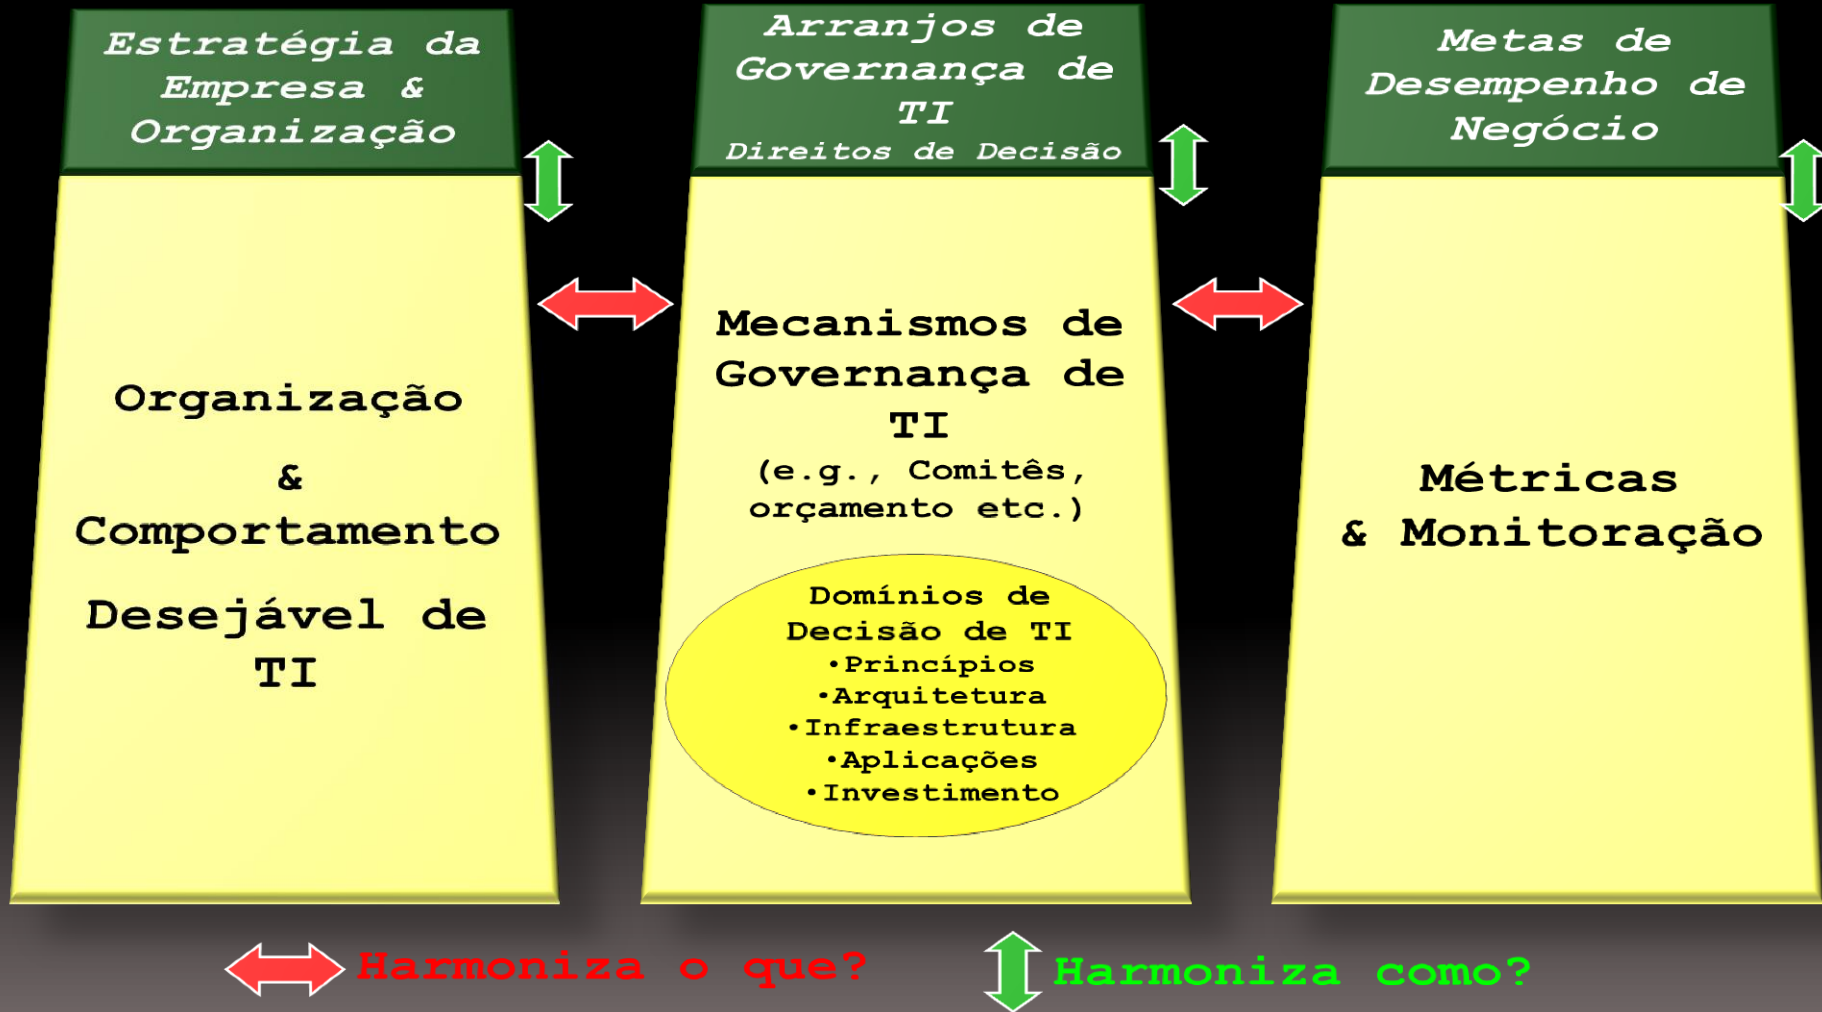 Estratégia da
Empresa &
Organização
Organização
&
Comportamento
Desejável de
TI
Arranjos de
Governança de
TI
Direitos de Decisão
Mecanismos de
Governança de
TI
(e.g., Comitês,
orçamento etc.)
Domínios de
Decisão de TI
•Princípios
•Arquitetura
•Infraestrutura
•Aplicações
•Investimento
Metas de
Desempenho de
Negócio
Métricas
& Monitoração
Harmoniza o que?
Harmoniza como?